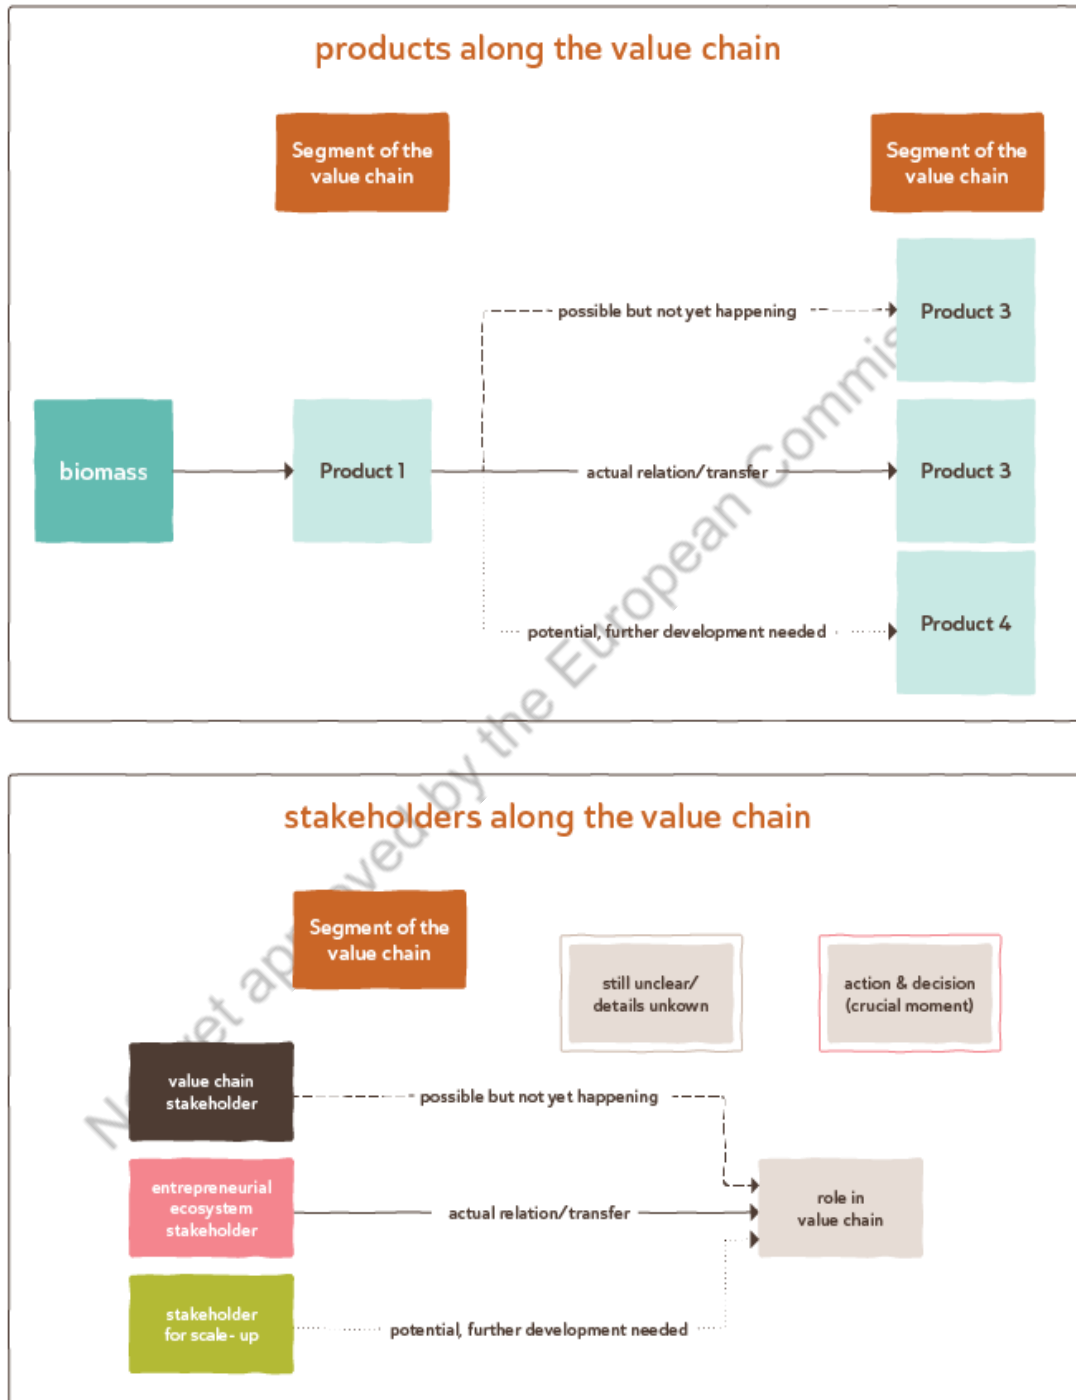 products along the value chain
Segment of the
value chain
Segment of the
value chain
possible but not yet happening
Product 3
biomass
Product 1
actual relation/transfer
Product 3
potential, further development needed
Product 4
stakeholders along the value chain
Segment of the
value chain
still unclear/
details unkown
action & decision
(crucial moment)
value chain
stakeholder
possible but not yet happening
entrepreneurial
ecosystem
stakeholder
actual relation/transfer
role in
value chain
stakeholder
for scale-up
potential, further development needed
yet approved by the European